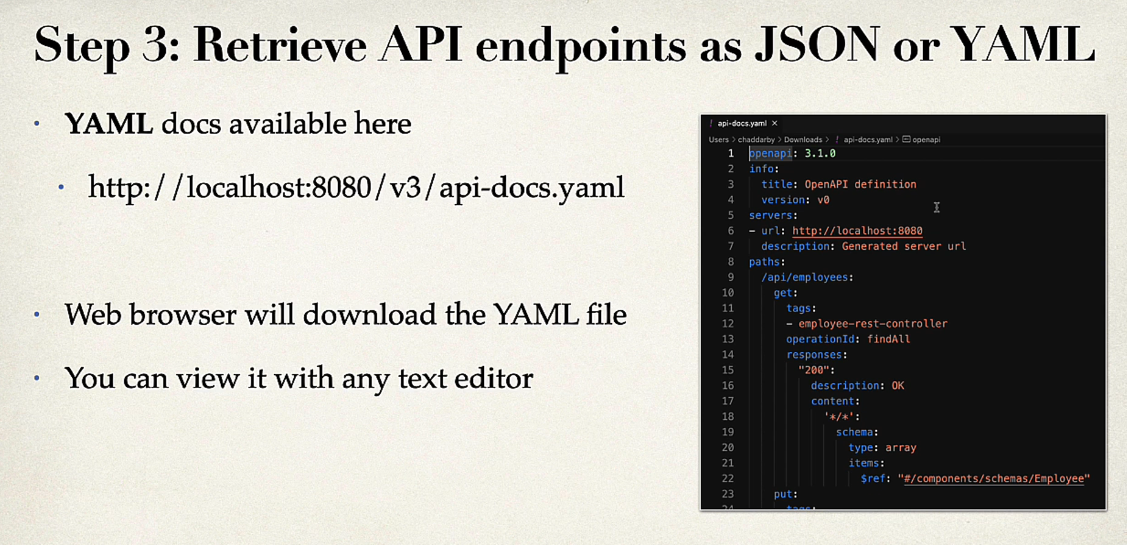 Step 3: Retrieve API endpoints as JSON or YAML
• YAML docs available here
• http://localhost:8080/v3/api-docs.yaml
• Web browser will download the YAML file
• You can view it with any text editor
! api-docs.yaml ×
Users > chaddarby > Downloads > ! api-docs.yaml > openapi
1 openapi: 3.1.0
2 info:
3   title: OpenAPI definition
4   version: v0
5 servers:
6 - url: http://localhost:8080
7   description: Generated server url
8 paths:
9   /api/employees:
10     get:
11       tags:
12       - employee-rest-controller
13       operationId: findAll
14       responses:
15         "200":
16           description: OK
17           content:
18             '*/*':
19               schema:
20                 type: array
21                 items:
22                   $ref: "#/components/schemas/Employee"
23     put:
24       tags: